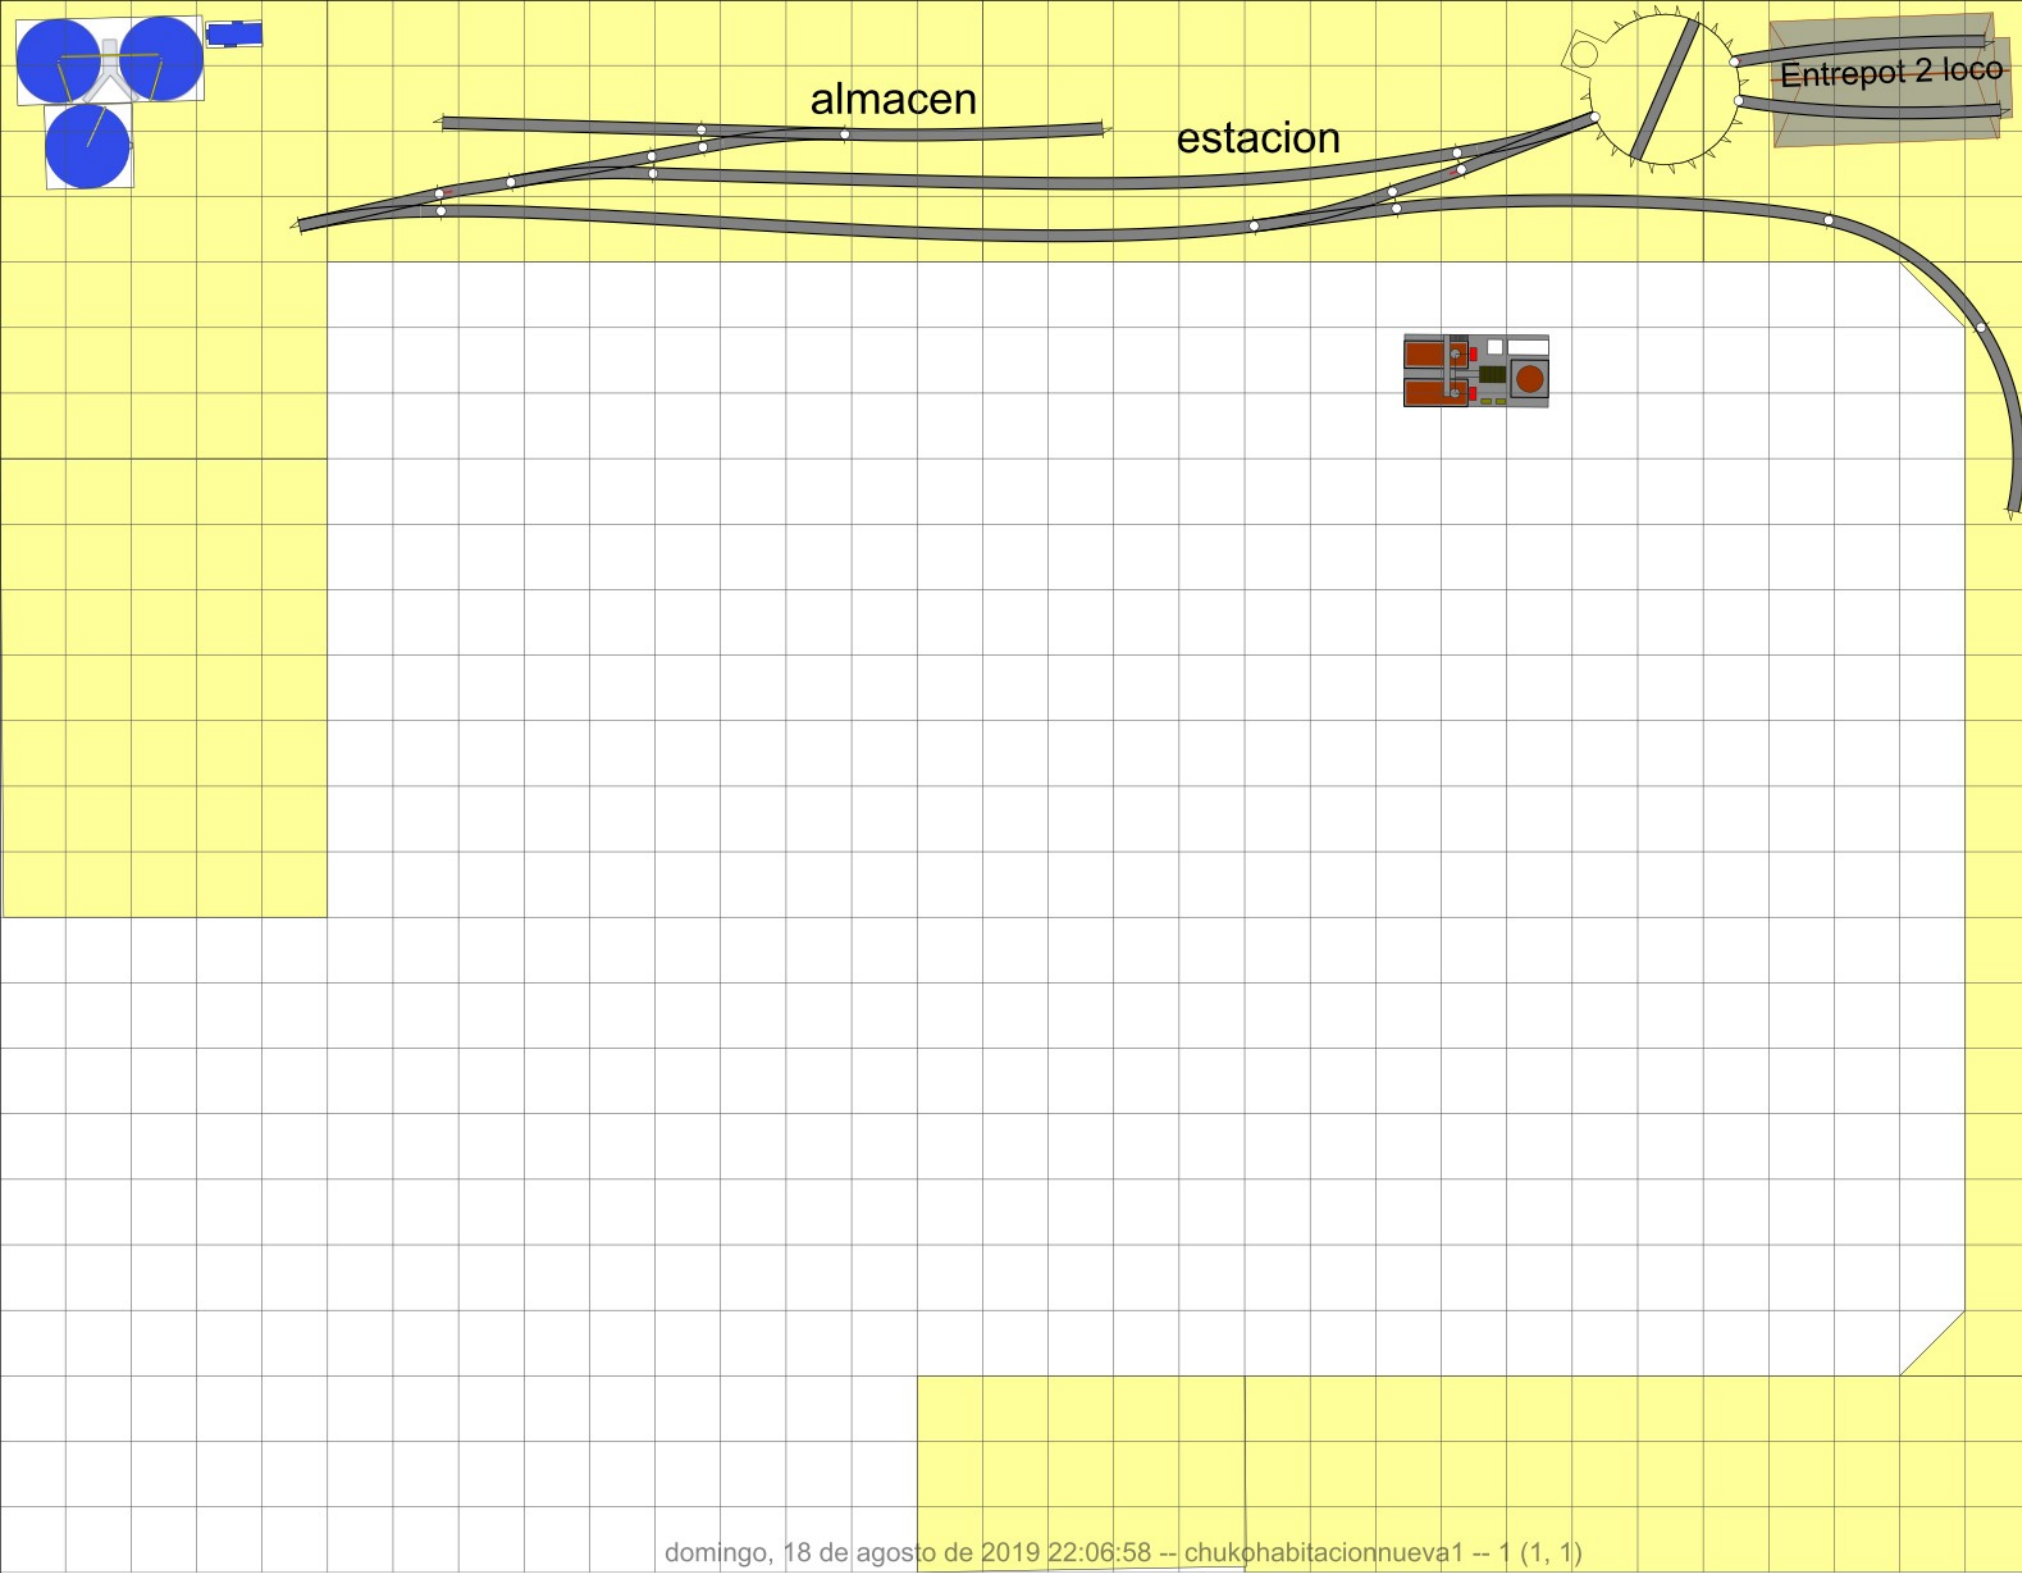 almacen
estacion
Entrepot 2 loco
domingo, 18 de agosto de 2019 22:06:58 -- chukohabitacionnueva1 -- 1 (1, 1)